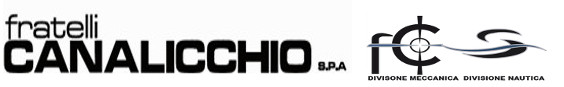 fratelli
CANALICCHIO S.P.A
fC S
DIVISONE MECCANICA DIVISIONE NAUTICA